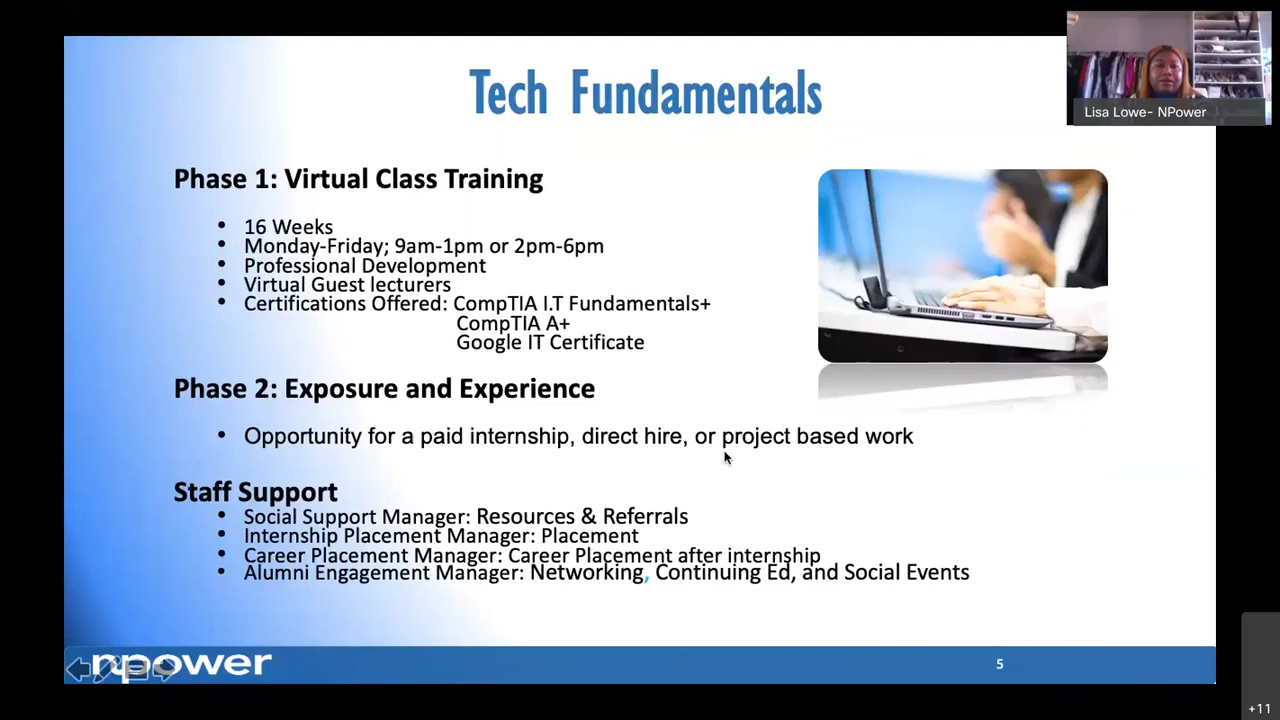 Tech Fundamentals
Lisa Lowe- NPower
Phase 1: Virtual Class Training
• 16 Weeks
• Monday-Friday; 9am-1pm or 2pm-6pm
• Professional Development
• Virtual Guest lecturers
• Certifications Offered: CompTIA I.T Fundamentals+
CompTIA A+
Google IT Certificate
Phase 2: Exposure and Experience
• Opportunity for a paid internship, direct hire, or project based work
Staff Support
• Social Support Manager: Resources & Referrals
• Internship Placement Manager: Placement
• Career Placement Manager: Career Placement after internship
• Alumni Engagement Manager: Networking, Continuing Ed, and Social Events
npower
5
+11